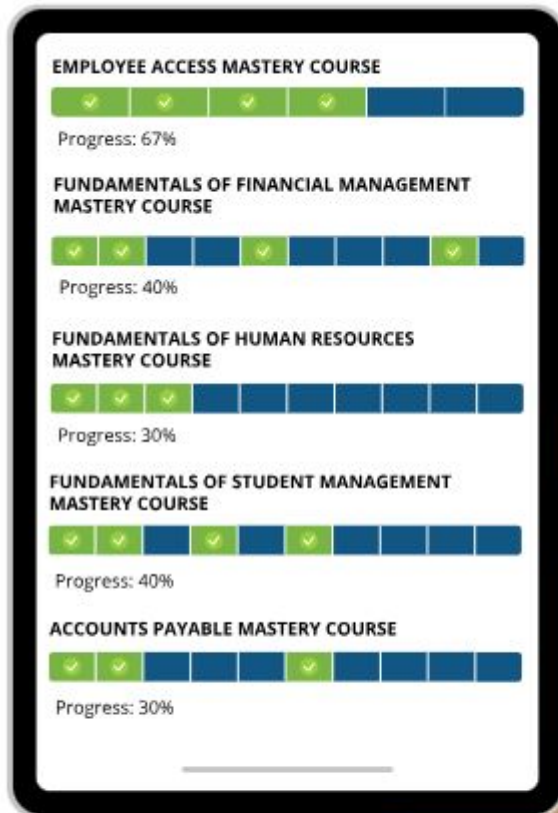 EMPLOYEE ACCESS MASTERY COURSE
Progress: 67%
FUNDAMENTALS OF FINANCIAL MANAGEMENT
MASTERY COURSE
Progress: 40%
FUNDAMENTALS OF HUMAN RESOURCES
MASTERY COURSE
Progress: 30%
FUNDAMENTALS OF STUDENT MANAGEMENT
MASTERY COURSE
Progress: 40%
ACCOUNTS PAYABLE MASTERY COURSE
Progress: 30%